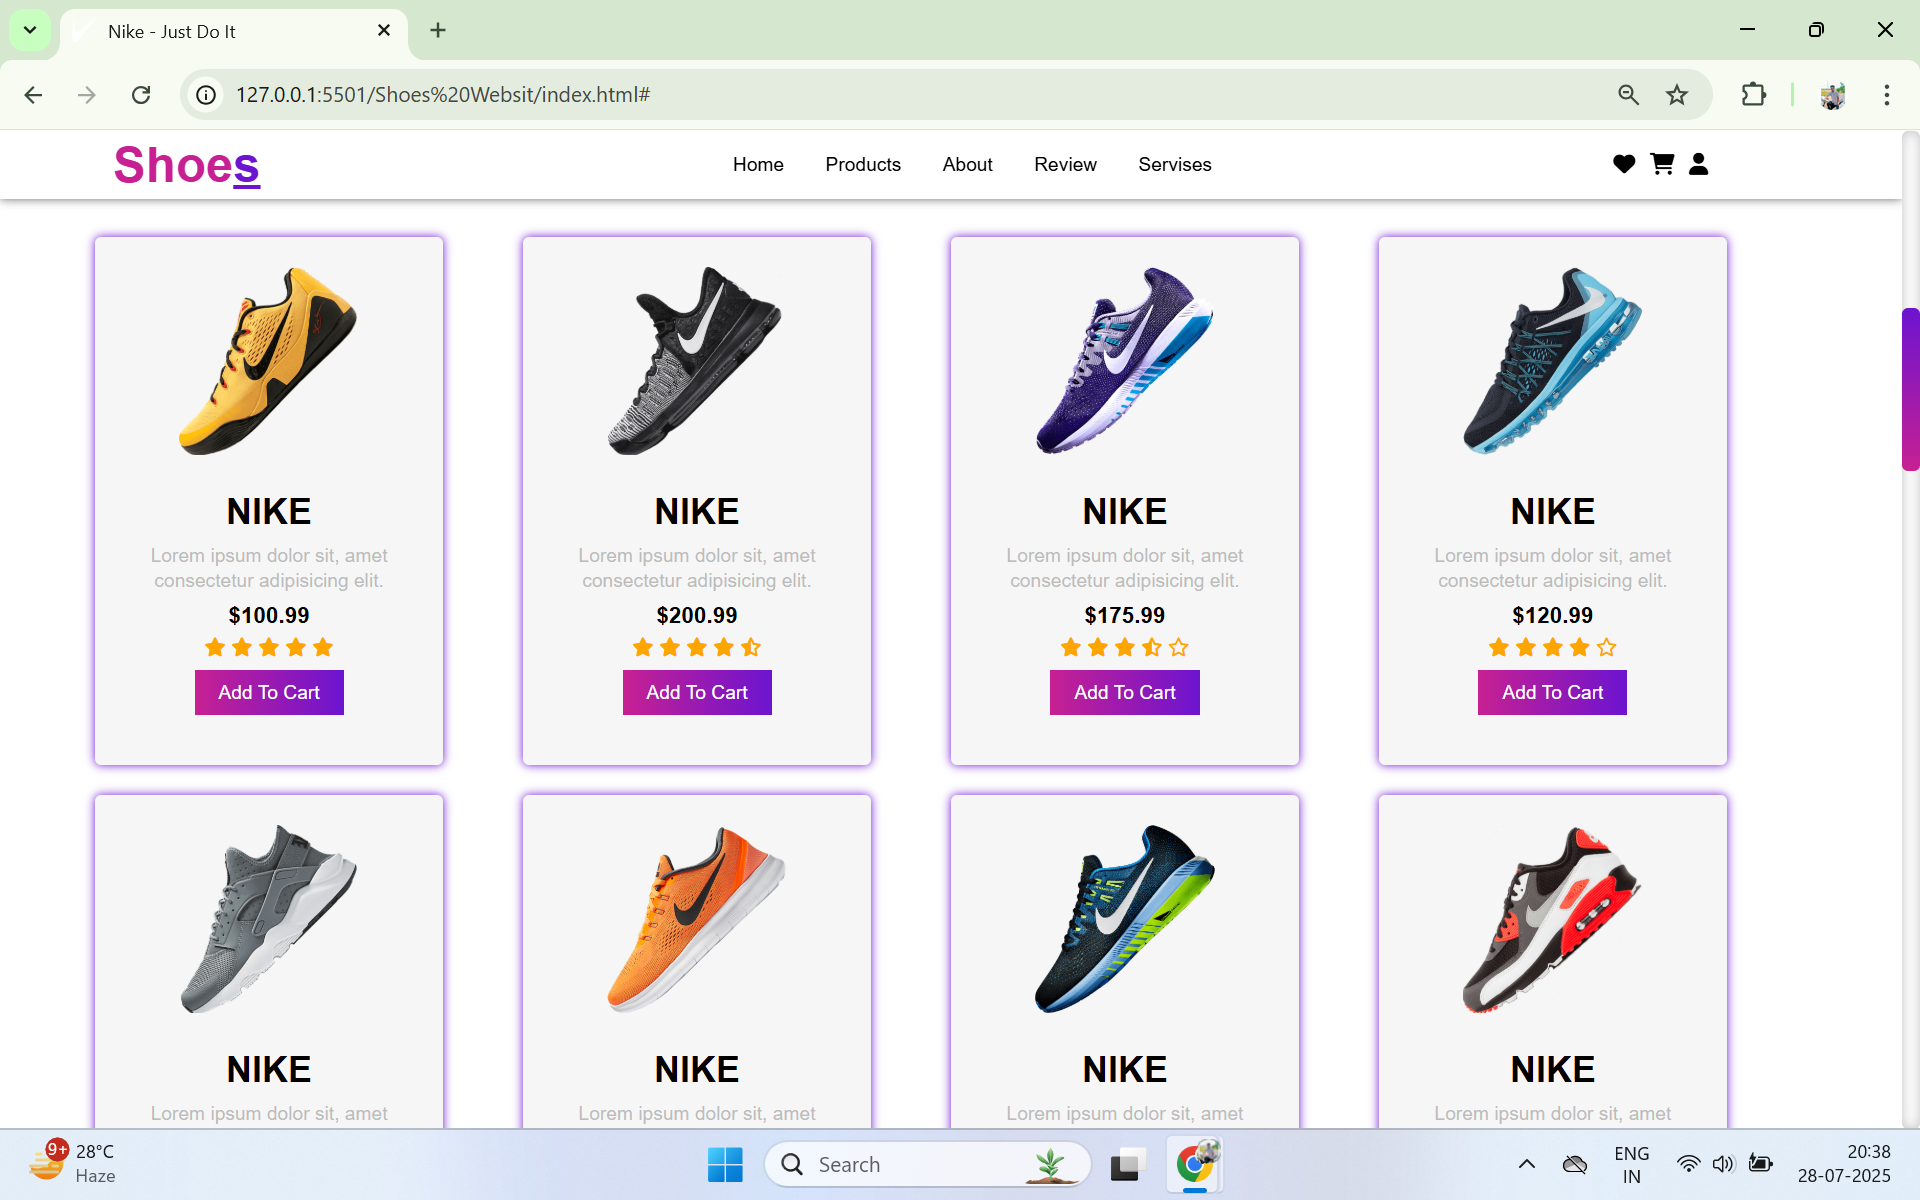 Nike - Just Do It
127.0.0.1:5501/Shoes%20Websit/index.html#
Shoes
Home Products About Review Servises
NIKE NIKE NIKE NIKE
Lorem ipsum dolor sit, amet Lorem ipsum dolor sit, amet Lorem ipsum dolor sit, amet Lorem ipsum dolor sit, amet
consectetur adipisicing elit. consectetur adipisicing elit. consectetur adipisicing elit. consectetur adipisicing elit.
$100.99 $200.99 $175.99 $120.99
Add To Cart Add To Cart Add To Cart Add To Cart
NIKE NIKE NIKE NIKE
Lorem ipsum dolor sit, amet Lorem ipsum dolor sit, amet Lorem ipsum dolor sit, amet Lorem ipsum dolor sit, amet
9+ 28°C
Haze
Search
ENG
IN
20:38
28-07-2025